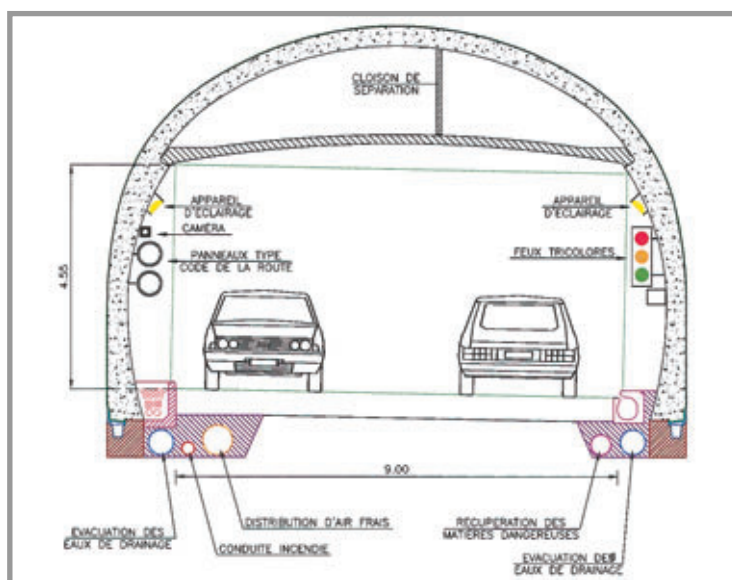 CLOISON DE
SEPARATION
APPAREIL
D'ECLAIRAGE
APPAREIL
D'ECLAIRAGE
CAMERA
PANNEAUX TYPE
CODE DE LA ROUTE
FEUX TRICOLORES
4.55
9.00
EVACUATION DES
EAUX DE DRAINAGE
DISTRIBUTION D'AIR FRAIS
CONDUITE INCENDIE
RECUPERATION DES
MATIERES DANGEREUSES
EVACUATION DES
EAUX DE DRAINAGE